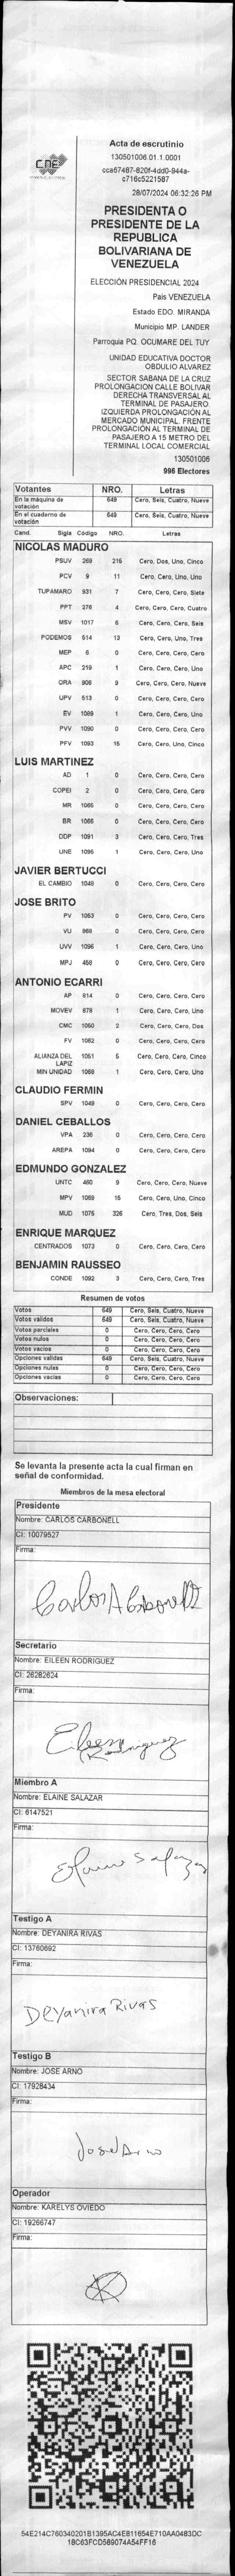 CNE
Acta de escrutinio
130501006.01.1.0001
cca67487-820f-4dd0-944a-
c716c5221587
28/07/2024 06:32:26 PM
PRESIDENTA O
PRESIDENTE DE LA
REPUBLICA
BOLIVARIANA DE
VENEZUELA
ELECCIÓN PRESIDENCIAL 2024
País VENEZUELA
Estado EDO. MIRANDA
Municipio MP. LANDER
Parroquia PQ. OCUMARE DEL TUY
UNIDAD EDUCATIVA DOCTOR
OBDULIO ALVAREZ
SECTOR SABANA DE LA CRUZ
PROLONGACION CALLE BOLIVAR
DERECHA TRANSVERSAL AL
TERMINAL DE PASAJERO.
IZQUIERDA PROLONGACIÓN AL
MERCADO MUNICIPAL. FRENTE
PROLONGACIÓN AL TERMINAL DE
PASAJERO A 15 METRO DEL
TERMINAL LOCAL COMERCIAL
130501006
996 Electores
Votantes NRO. Letras
En la máquina de votación 649 Cero, Seis, Cuatro, Nueve
En el cuaderno de votación 649 Cero, Seis, Cuatro, Nueve
Cand. Sigla Código NRO. Letras
NICOLAS MADURO
PSUV 269 215 Cero, Dos, Uno, Cinco
PCV 9 11 Cero, Cero, Uno, Uno
TUPAMARO 931 7 Cero, Cero, Cero, Siete
PPT 276 4 Cero, Cero, Cero, Cuatro
MSV 1017 6 Cero, Cero, Cero, Seis
PODEMOS 514 13 Cero, Cero, Uno, Tres
MEP 6 0 Cero, Cero, Cero, Cero
APC 219 1 Cero, Cero, Cero, Uno
ORA 906 9 Cero, Cero, Cero, Nueve
UPV 513 0 Cero, Cero, Cero, Cero
EV 1089 1 Cero, Cero, Cero, Uno
PVV 1090 0 Cero, Cero, Cero, Cero
PFV 1093 15 Cero, Cero, Uno, Cinco
LUIS MARTINEZ
AD 1 0 Cero, Cero, Cero, Cero
COPEI 2 0 Cero, Cero, Cero, Cero
MR 1065 0 Cero, Cero, Cero, Cero
BR 1066 0 Cero, Cero, Cero, Cero
DDP 1091 3 Cero, Cero, Cero, Tres
UNE 1095 1 Cero, Cero, Cero, Uno
JAVIER BERTUCCI
EL CAMBIO 1048 0 Cero, Cero, Cero, Cero
JOSE BRITO
PV 1053 0 Cero, Cero, Cero, Cero
VU 968 0 Cero, Cero, Cero, Cero
UVV 1096 1 Cero, Cero, Cero, Uno
MPJ 458 0 Cero, Cero, Cero, Cero
ANTONIO ECARRI
AP 814 0 Cero, Cero, Cero, Cero
MOVEV 878 1 Cero, Cero, Cero, Uno
CMC 1050 2 Cero, Cero, Cero, Dos
FV 1062 0 Cero, Cero, Cero, Cero
ALIANZA DEL LAPIZ 1051 5 Cero, Cero, Cero, Cinco
MIN UNIDAD 1068 1 Cero, Cero, Cero, Uno
CLAUDIO FERMIN
SPV 1049 0 Cero, Cero, Cero, Cero
DANIEL CEBALLOS
VPA 236 0 Cero, Cero, Cero, Cero
AREPA 1094 0 Cero, Cero, Cero, Cero
EDMUNDO GONZALEZ
UNTC 460 9 Cero, Cero, Cero, Nueve
MPV 1069 15 Cero, Cero, Uno, Cinco
MUD 1075 326 Cero, Tres, Dos, Seis
ENRIQUE MARQUEZ
CENTRADOS 1073 0 Cero, Cero, Cero, Cero
BENJAMIN RAUSSEO
CONDE 1092 3 Cero, Cero, Cero, Tres
Resumen de votos
Votos 649 Cero, Seis, Cuatro, Nueve
Votos válidos 649 Cero, Seis, Cuatro, Nueve
Votos parciales 0 Cero, Cero, Cero, Cero
Votos nulos 0 Cero, Cero, Cero, Cero
Votos vacíos 0 Cero, Cero, Cero, Cero
Opciones válidas 649 Cero, Seis, Cuatro, Nueve
Opciones nulas 0 Cero, Cero, Cero, Cero
Opciones vacías 0 Cero, Cero, Cero, Cero
Observaciones:
Se levanta la presente acta la cual firman en
señal de conformidad.
Miembros de la mesa electoral
Presidente
Nombre: CARLOS CARBONELL
CI: 10079527
Firma:
Carlos A Carbonell
Secretario
Nombre: EILEEN RODRIGUEZ
CI: 26282624
Firma:
Eileen
Rodriguez
Miembro A
Nombre: ELAINE SALAZAR
CI: 6147521
Firma:
Elaine Salazar
Testigo A
Nombre: DEYANIRA RIVAS
CI: 13760692
Firma:
Deyanira Rivas
Testigo B
Nombre: JOSE ARNO
CI: 17928434
Firma:
Jose Arno
Operador
Nombre: KARELYS OVIEDO
CI: 19266747
Firma:
54E214C760340201B1395AC4E811654E710AA0483DC
18C63FCD589074A54FF16